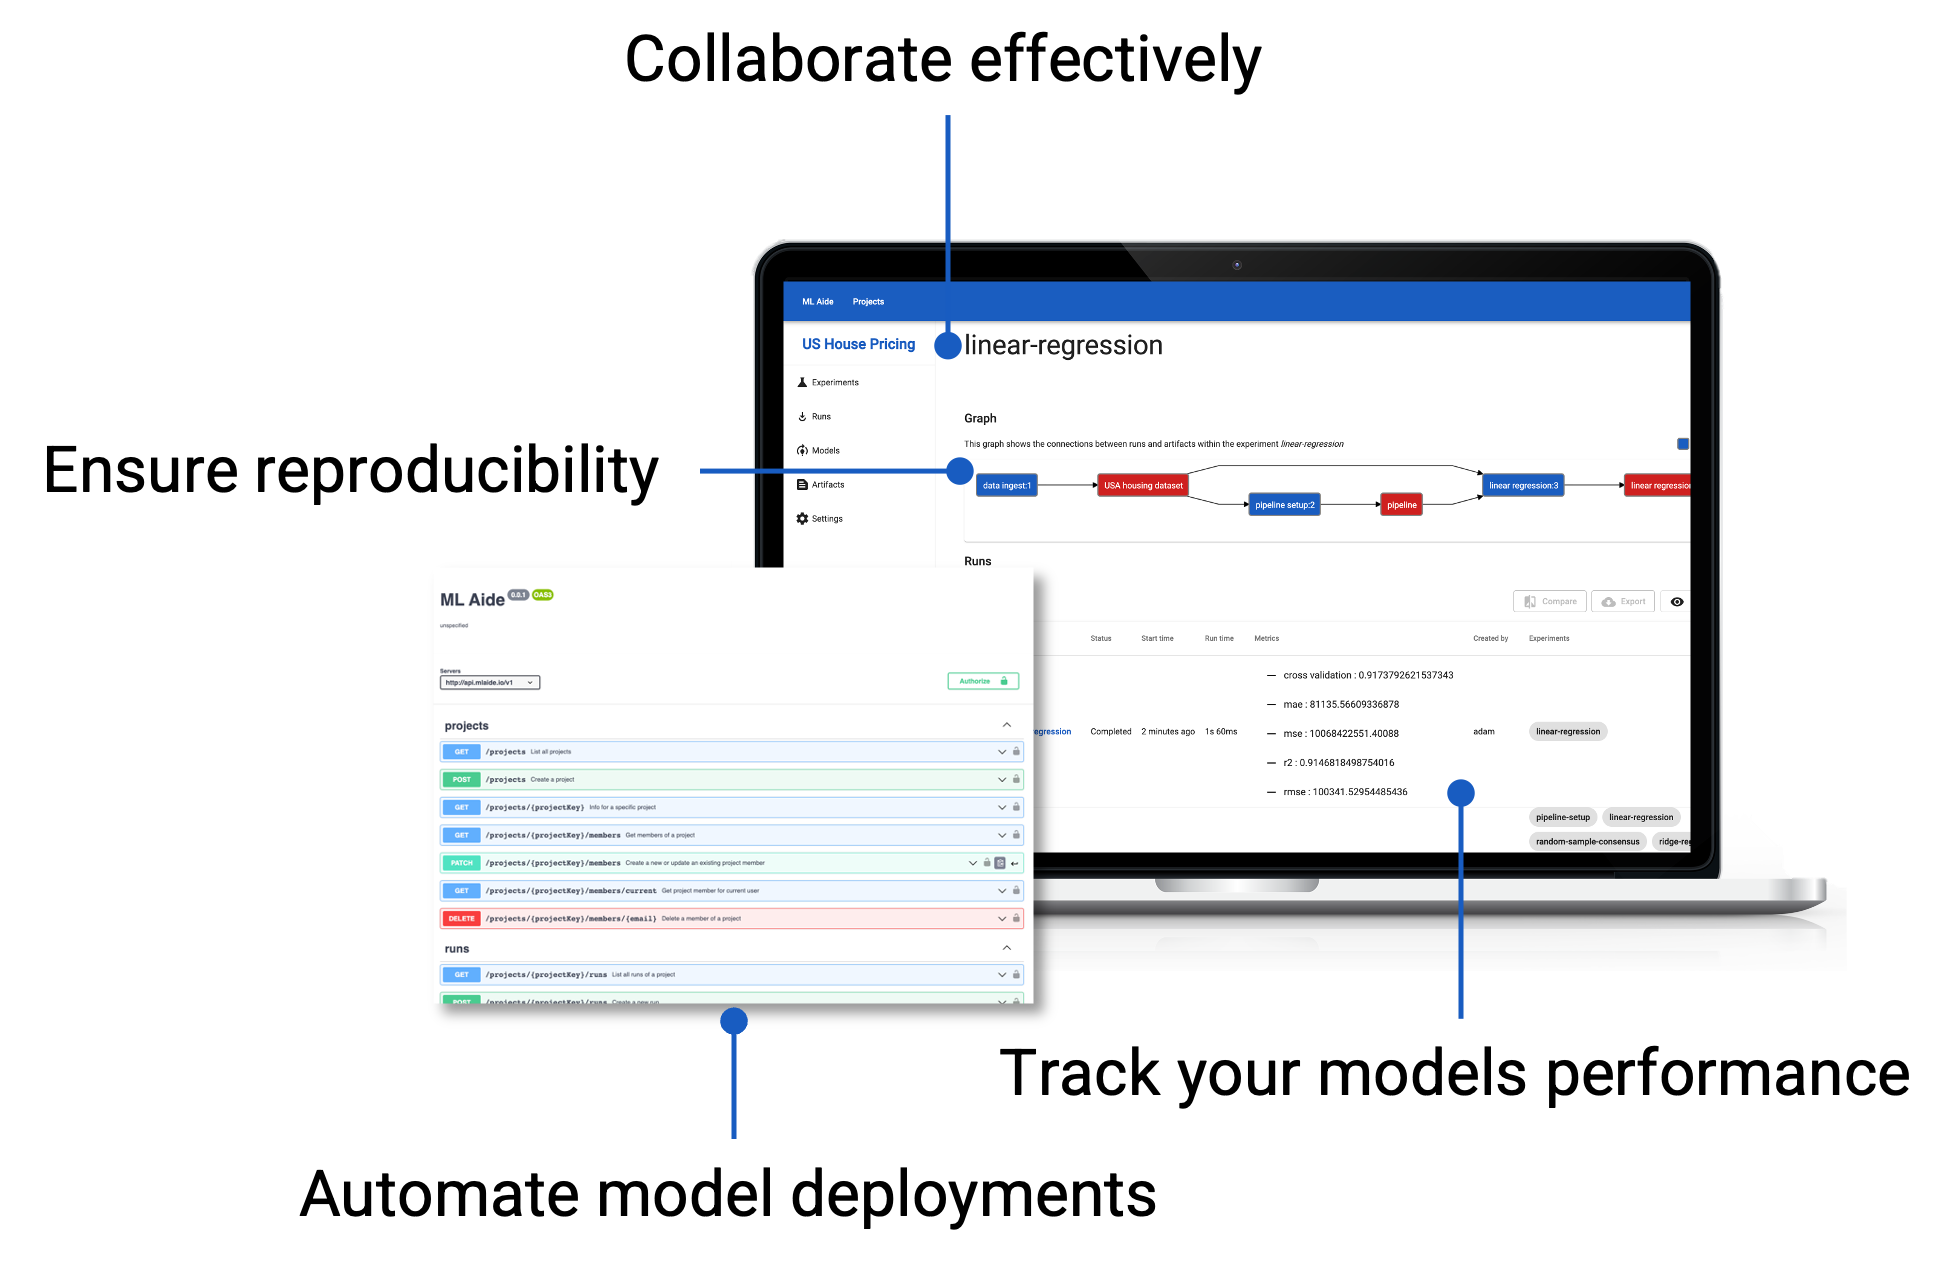 Collaborate effectively
ML Aide Projects
US House Pricing
linear-regression
Experiments
Runs
Models
Artifacts
Settings
Graph
This graph shows the connections between runs and artifacts within the experiment linear-regression
data ingest:1
USA housing dataset
pipeline setup:2
pipeline
linear regression:3
linear regression
Ensure reproducibility
Runs
Compare
Export
Status Start time Run time Metrics Created by Experiments
cross validation : 0.9173792621537343
mae : 81135.56609336878
egression Completed 2 minutes ago 1s 60ms
mse : 10068422551.40088
adam
linear-regression
r2 : 0.9146818498754016
rmse : 100341.52954485436
pipeline-setup linear-regression
random-sample-consensus ridge-reg
ML Aide 0.0.1 OAS3
unspecified
Servers
http://api.mlaide.io/v1
Authorize
projects
GET /projects List all projects
POST /projects Create a project
GET /projects/{projectKey} Info for a specific project
GET /projects/{projectKey}/members Get members of a project
PATCH /projects/{projectKey}/members Create a new or update an existing project member
GET /projects/{projectKey}/members/current Get project member for current user
DELETE /projects/{projectKey}/members/{email} Delete a member of a project
runs
GET /projects/{projectKey}/runs List all runs of a project
POST /projects/{projectKey}/runs Create a new run
Track your models performance
Automate model deployments